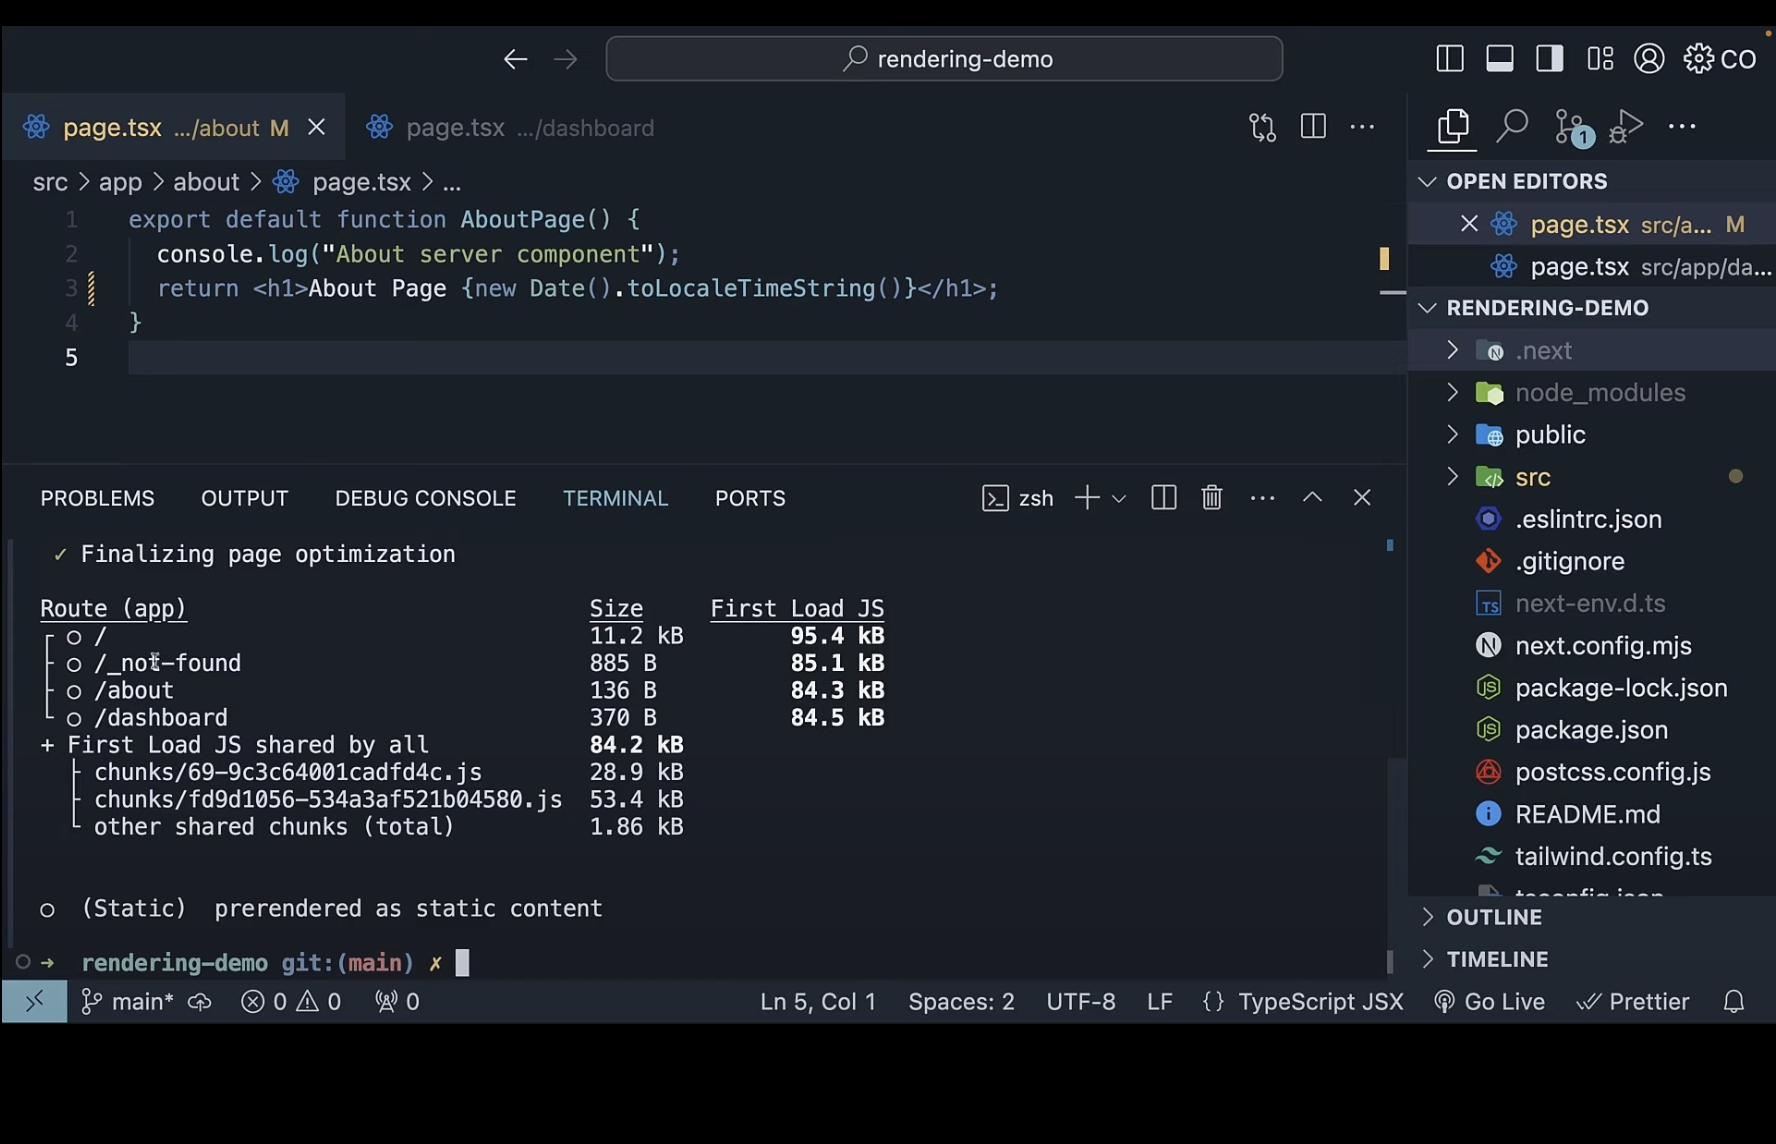 rendering-demo
CO
page.tsx .../about M
page.tsx .../dashboard
src > app > about > page.tsx > ...
1 export default function AboutPage() {
2 console.log("About server component");
3 return <h1>About Page {new Date().toLocaleTimeString()}</h1>;
4 }
5
PROBLEMS OUTPUT DEBUG CONSOLE TERMINAL PORTS
zsh
✓ Finalizing page optimization
Route (app) Size First Load JS
┌ ○ / 11.2 kB 95.4 kB
├ ○ /_not-found 885 B 85.1 kB
├ ○ /about 136 B 84.3 kB
└ ○ /dashboard 370 B 84.5 kB
+ First Load JS shared by all 84.2 kB
├ chunks/69-9c3c64001cadfd4c.js 28.9 kB
├ chunks/fd9d1056-534a3af521b04580.js 53.4 kB
└ other shared chunks (total) 1.86 kB
○ (Static) prerendered as static content
➜ rendering-demo git:(main) ✗
1
OPEN EDITORS
page.tsx src/a... M
page.tsx src/app/da...
RENDERING-DEMO
.next
node_modules
public
src
.eslintrc.json
.gitignore
TS next-env.d.ts
N next.config.mjs
JS package-lock.json
JS package.json
postcss.config.js
README.md
tailwind.config.ts
OUTLINE
TIMELINE
main* 0 0 0
Ln 5, Col 1 Spaces: 2 UTF-8 LF {} TypeScript JSX Go Live Prettier